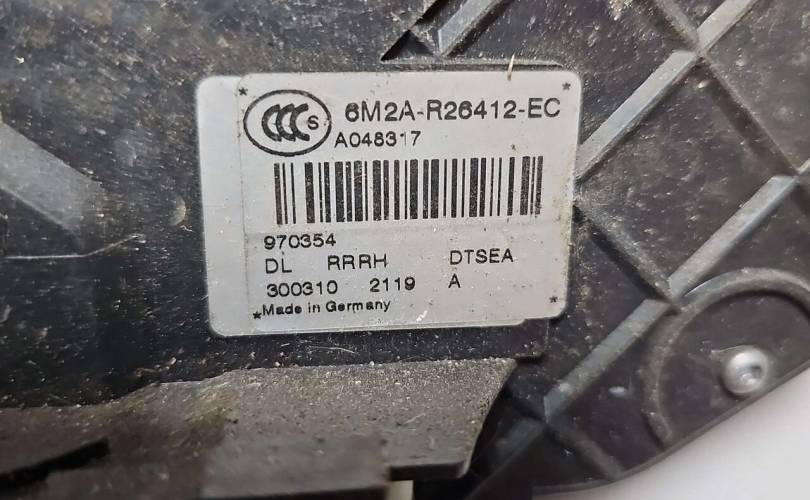 CCC S 6M2A-R26412-EC
A048317
970354
DL RRRH DTSEA
300310 2119 A
*Made in Germany